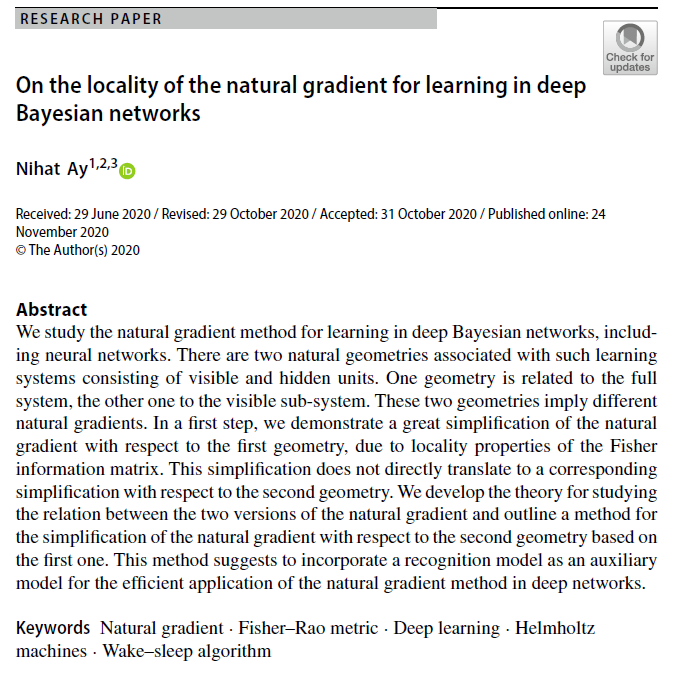 RESEARCH PAPER
Check for
updates
On the locality of the natural gradient for learning in deep
Bayesian networks
Nihat Ay1,2,3 iD
Received: 29 June 2020 / Revised: 29 October 2020 / Accepted: 31 October 2020 / Published online: 24
November 2020
© The Author(s) 2020
Abstract
We study the natural gradient method for learning in deep Bayesian networks, includ-
ing neural networks. There are two natural geometries associated with such learning
systems consisting of visible and hidden units. One geometry is related to the full
system, the other one to the visible sub-system. These two geometries imply different
natural gradients. In a first step, we demonstrate a great simplification of the natural
gradient with respect to the first geometry, due to locality properties of the Fisher
information matrix. This simplification does not directly translate to a corresponding
simplification with respect to the second geometry. We develop the theory for studying
the relation between the two versions of the natural gradient and outline a method for
the simplification of the natural gradient with respect to the second geometry based on
the first one. This method suggests to incorporate a recognition model as an auxiliary
model for the efficient application of the natural gradient method in deep networks.
Keywords Natural gradient · Fisher–Rao metric · Deep learning · Helmholtz
machines · Wake–sleep algorithm